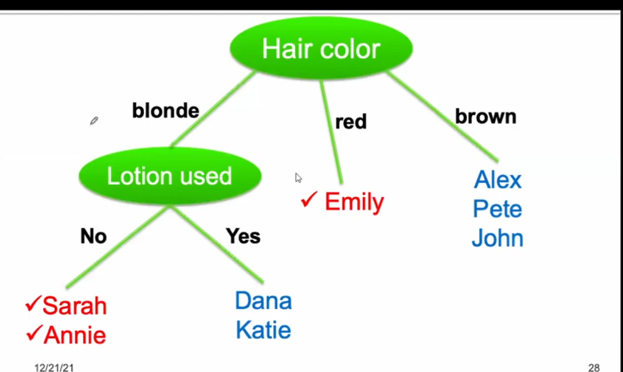 Hair color
blonde
red
brown
Lotion used
✓ Emily
Alex
Pete
John
No
Yes
✓Sarah
✓Annie
Dana
Katie
12/21/21
28